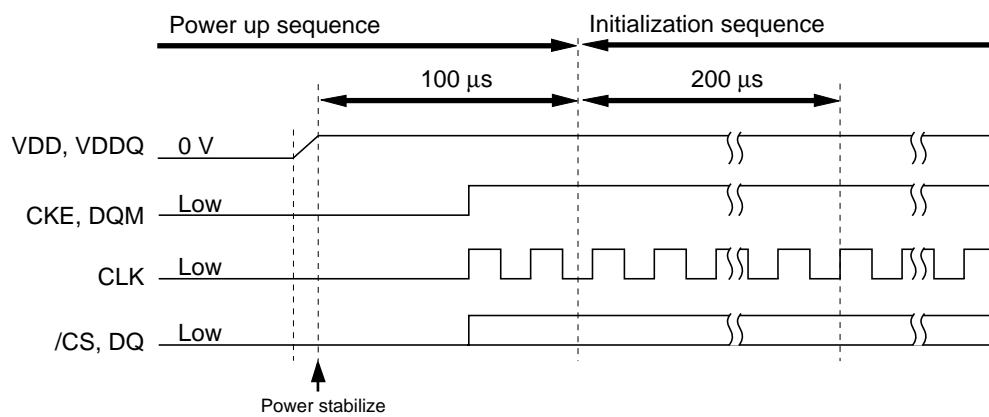 Power up sequence
Initialization sequence
100 μs
200 μs
VDD, VDDQ
0 V
CKE, DQM
Low
CLK
Low
/CS, DQ
Low
Power stabilize